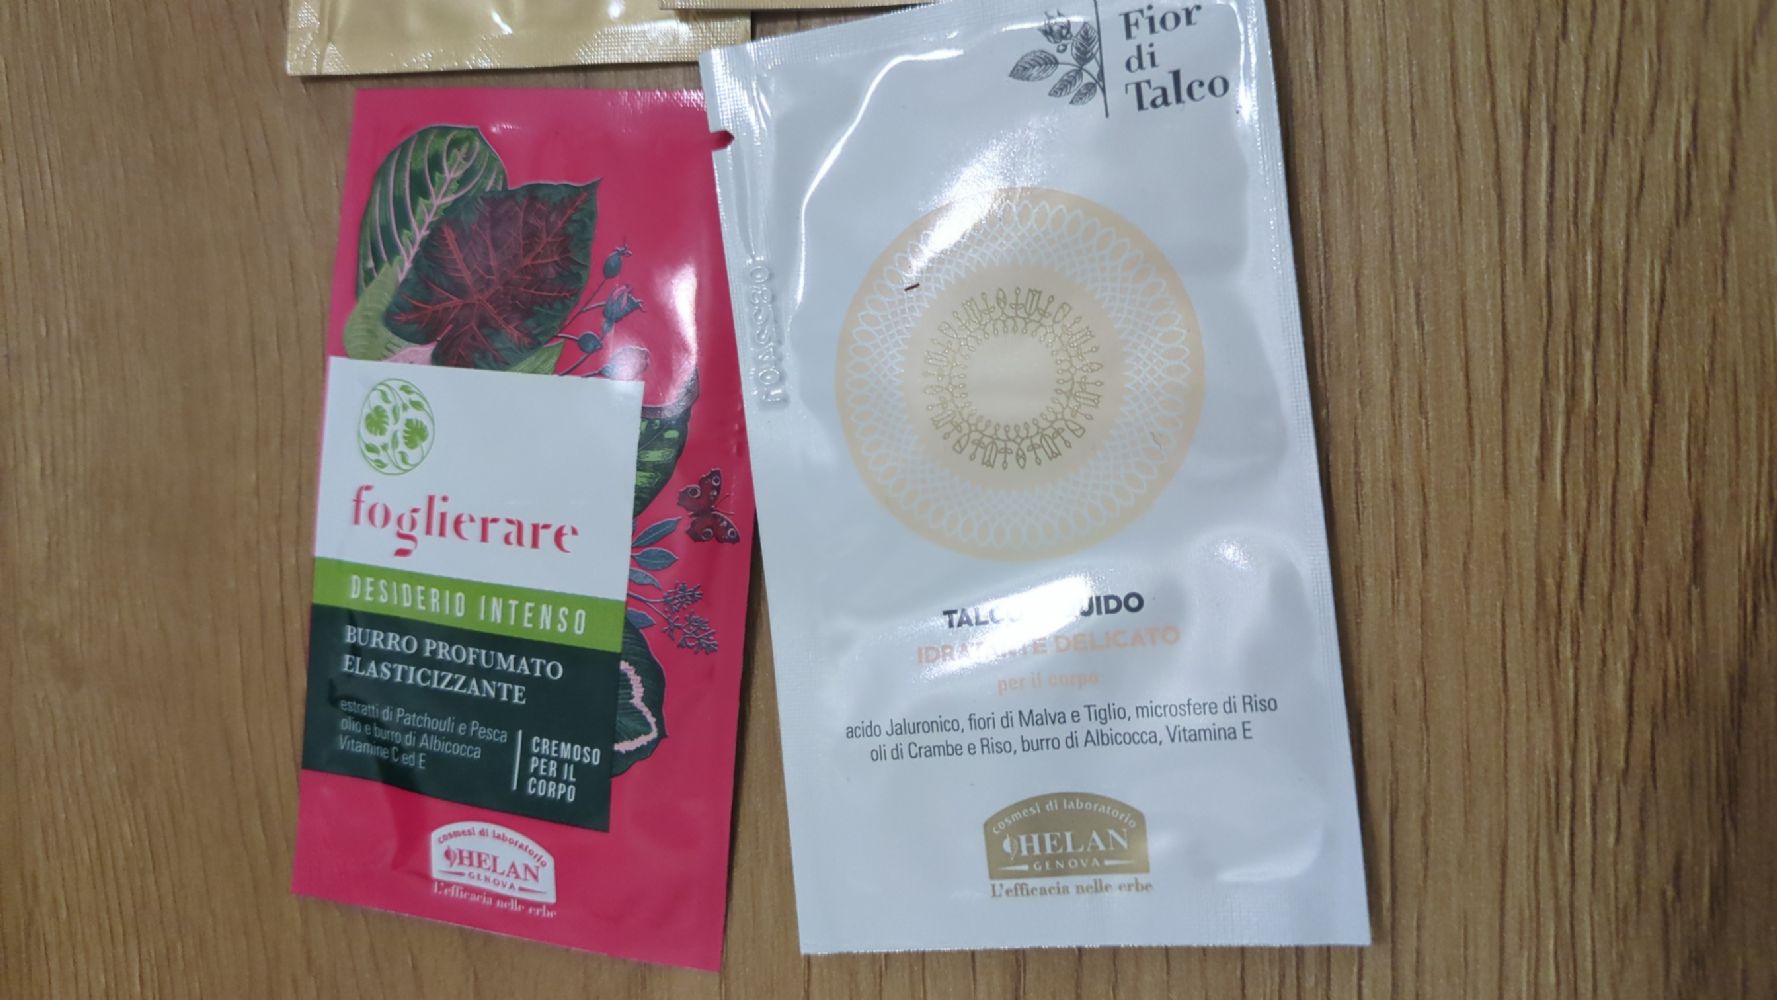 foglierare
DESIDERIO INTENSO
BURRO PROFUMATO
ELASTICIZZANTE
estratti di Patchouli e Pesca
olio e burro di Albicocca
Vitamine C ed E
CREMOSO
PER IL
CORPO
cosmesi di laboratorio
HELAN
GENOVA
L'efficacia nelle erbe
Fior
di
Talco
DELICATO
per il corpo
acido Jaluronico, fiori di Malva e Tiglio, microsfere di Riso
oli di Crambe e Riso, burro di Albicocca, Vitamina E
cosmesi di laboratorio
HELAN
GENOVA
L'efficacia nelle erbe